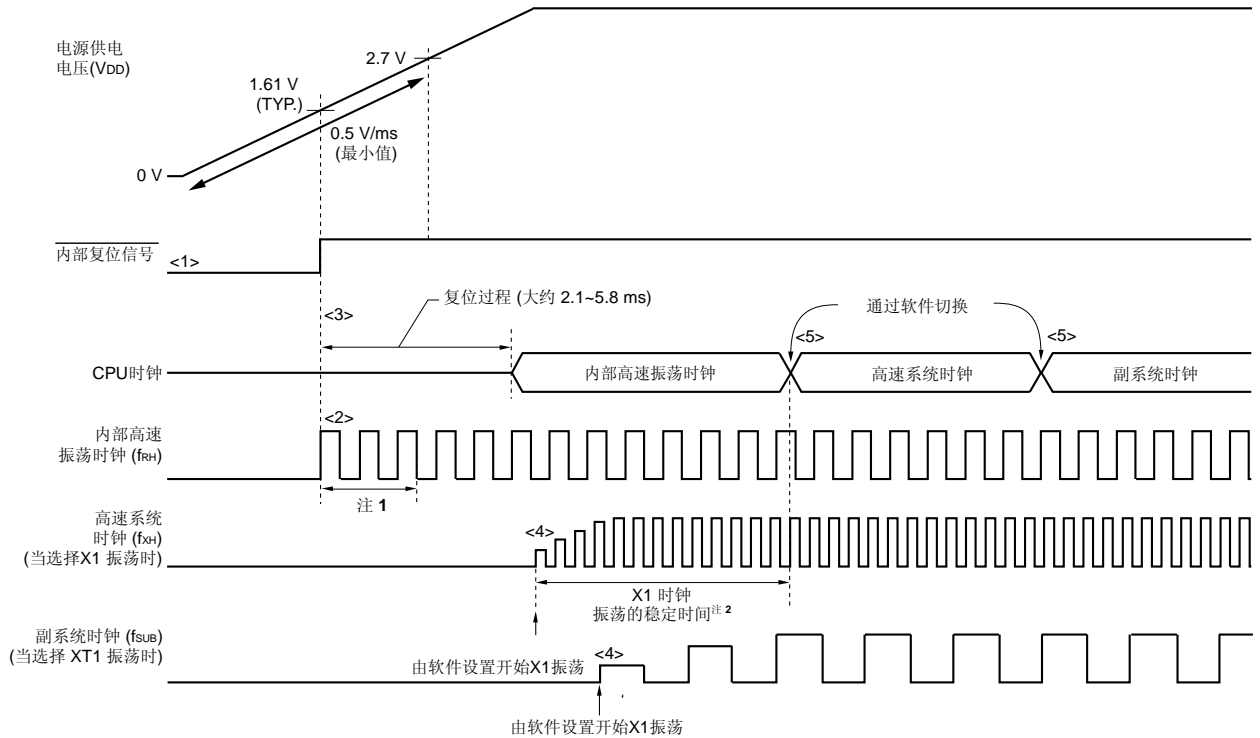 电源供电
电压(VDD)
2.7 V
1.61 V
(TYP.)
0.5 V/ms
(最小值)
0 V
内部复位信号
<1>
复位过程 (大约 2.1~5.8 ms)
<3>
通过软件切换
<5>
<5>
CPU时钟
内部高速振荡时钟
高速系统时钟
副系统时钟
<2>
内部高速
振荡时钟 (fRH)
注 1
高速系统
时钟 (fXH)
(当选择X1 振荡时)
<4>
X1 时钟
振荡的稳定时间注 2
副系统时钟 (fSUB)
(当选择 XT1 振荡时)
<4>
由软件设置开始X1振荡
由软件设置开始X1振荡